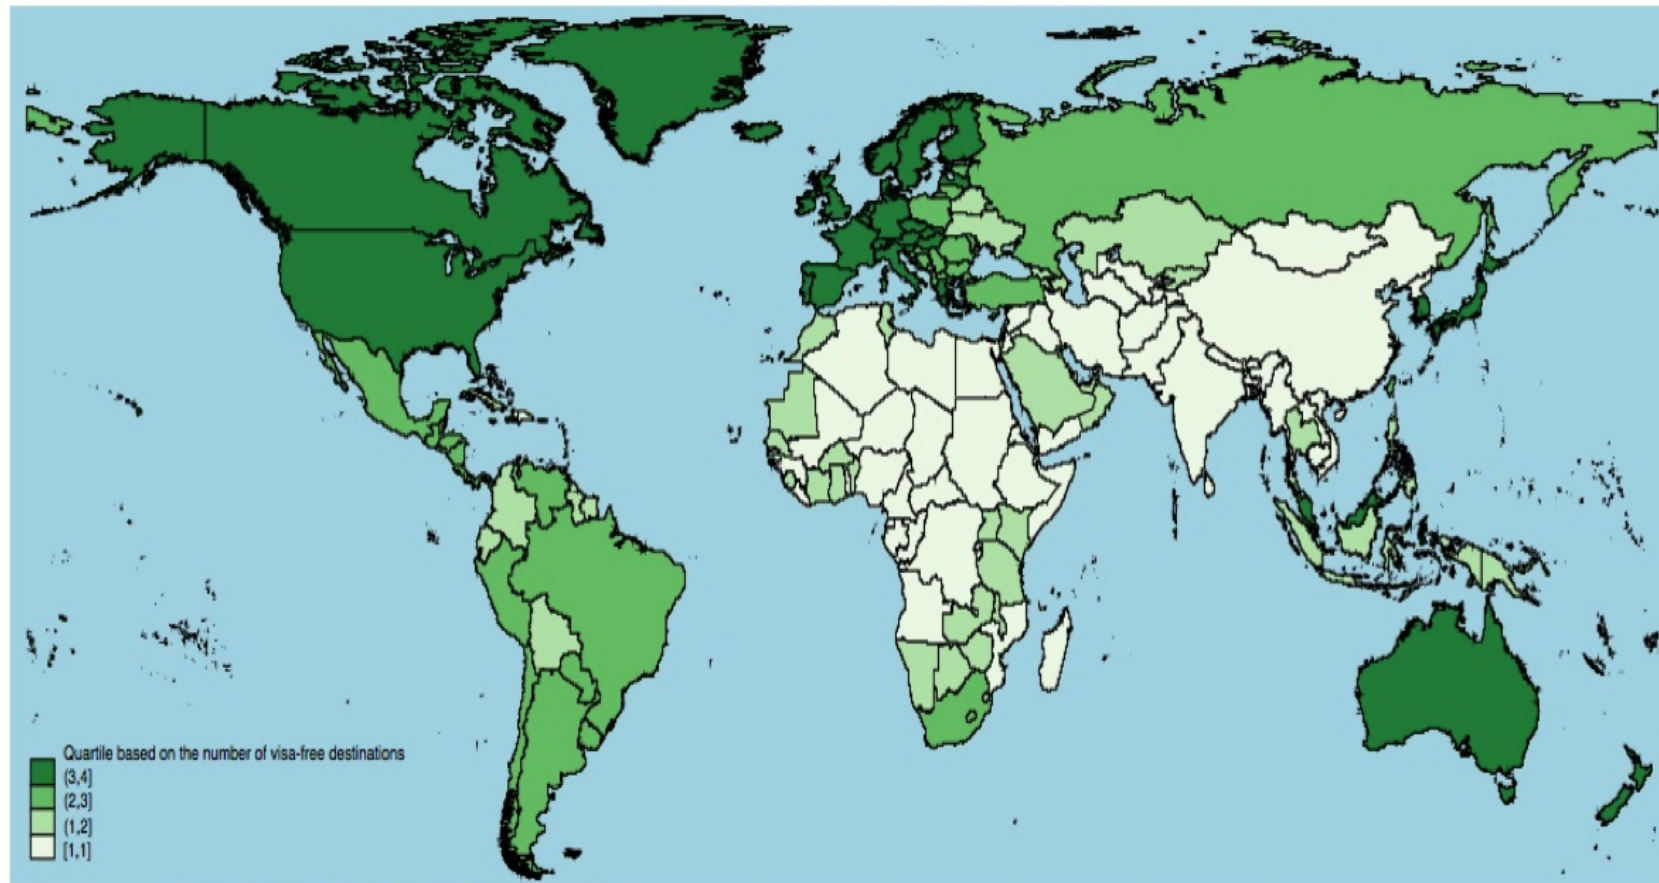 Quartile based on the number of visa-free destinations
(3,4]
(2,3]
(1,2]
[1,1]